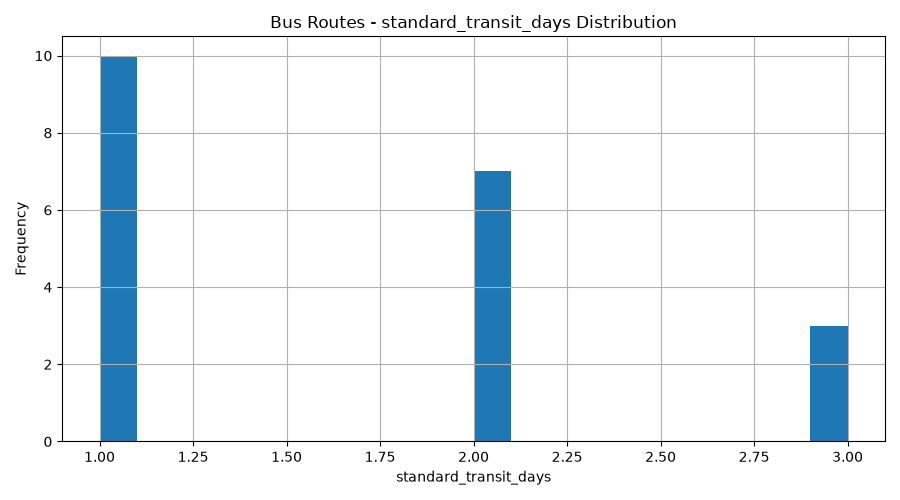 Bus Routes - standard_transit_days Distribution
10
8
6
4
2
0
Frequency
1.00 1.25 1.50 1.75 2.00 2.25 2.50 2.75 3.00
standard_transit_days